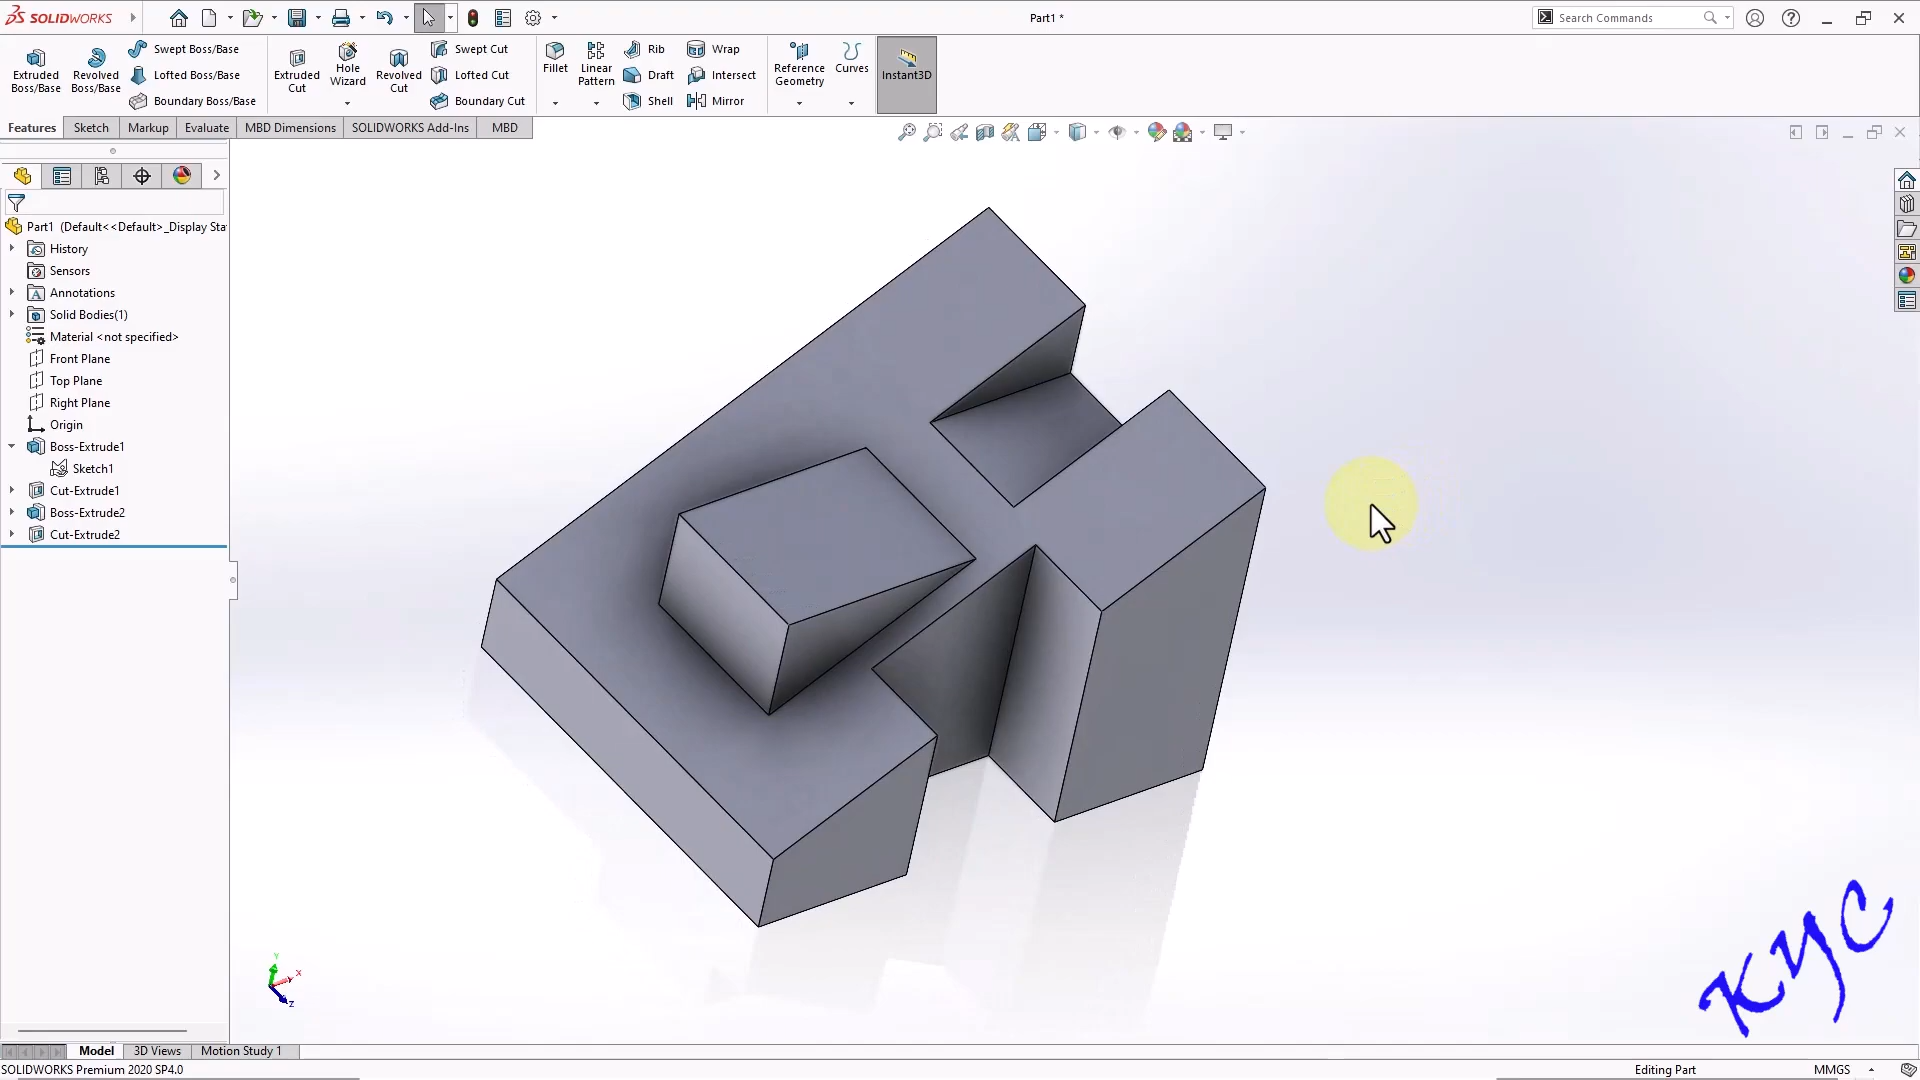 SOLIDWORKS
Part1 *
Search Commands
Extruded Boss/Base
Revolved Boss/Base
Swept Boss/Base
Lofted Boss/Base
Boundary Boss/Base
Extruded Cut
Hole Wizard
Revolved Cut
Swept Cut
Lofted Cut
Boundary Cut
Fillet
Linear Pattern
Rib
Draft
Shell
Wrap
Intersect
Mirror
Reference Geometry
Curves
Instant3D
Features
Sketch
Markup
Evaluate
MBD Dimensions
SOLIDWORKS Add-Ins
MBD
Part1 (Default<<Default>_Display Sta
History
Sensors
Annotations
Solid Bodies(1)
Material <not specified>
Front Plane
Top Plane
Right Plane
Origin
Boss-Extrude1
Sketch1
Cut-Extrude1
Boss-Extrude2
Cut-Extrude2
Y
X
Z
KYC
Model
3D Views
Motion Study 1
SOLIDWORKS Premium 2020 SP4.0
Editing Part
MMGS